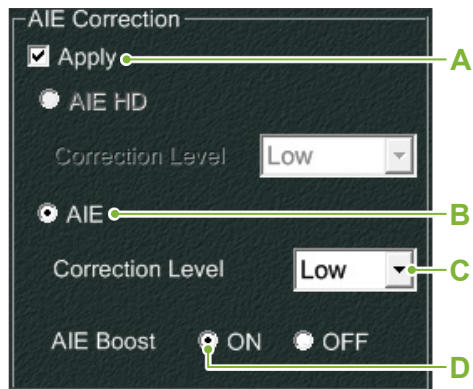 AIE Correction
Apply A
AIE HD
Correction Level Low
AIE B
Correction Level Low C
AIE Boost ON OFF
D